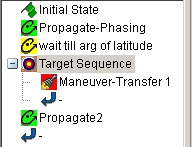 Initial State
Propagate-Phasing
wait till arg of latitude
Target Sequence
Maneuver-Transfer 1
-
Propagate2
-